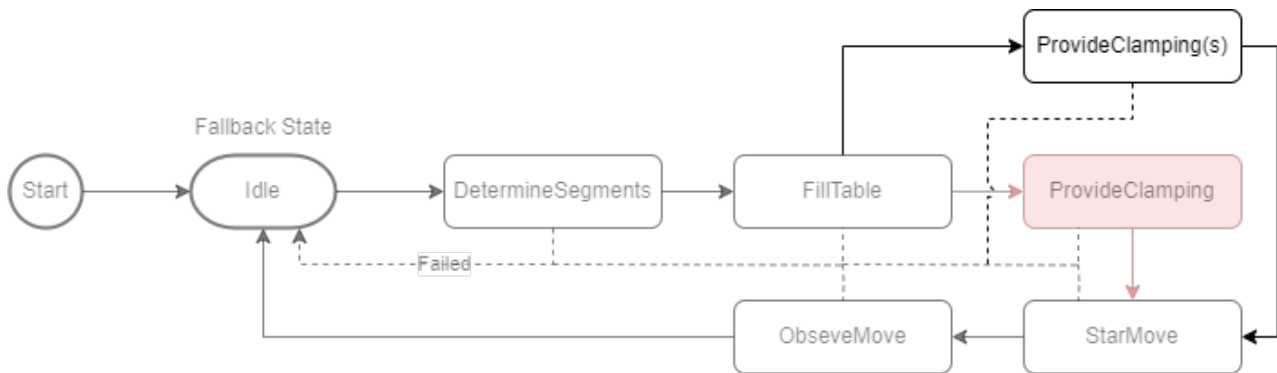 ProvideClamping(s)
Fallback State
Start
Idle
DetermineSegments
FillTable
ProvideClamping
Failed
ObseveMove
StarMove